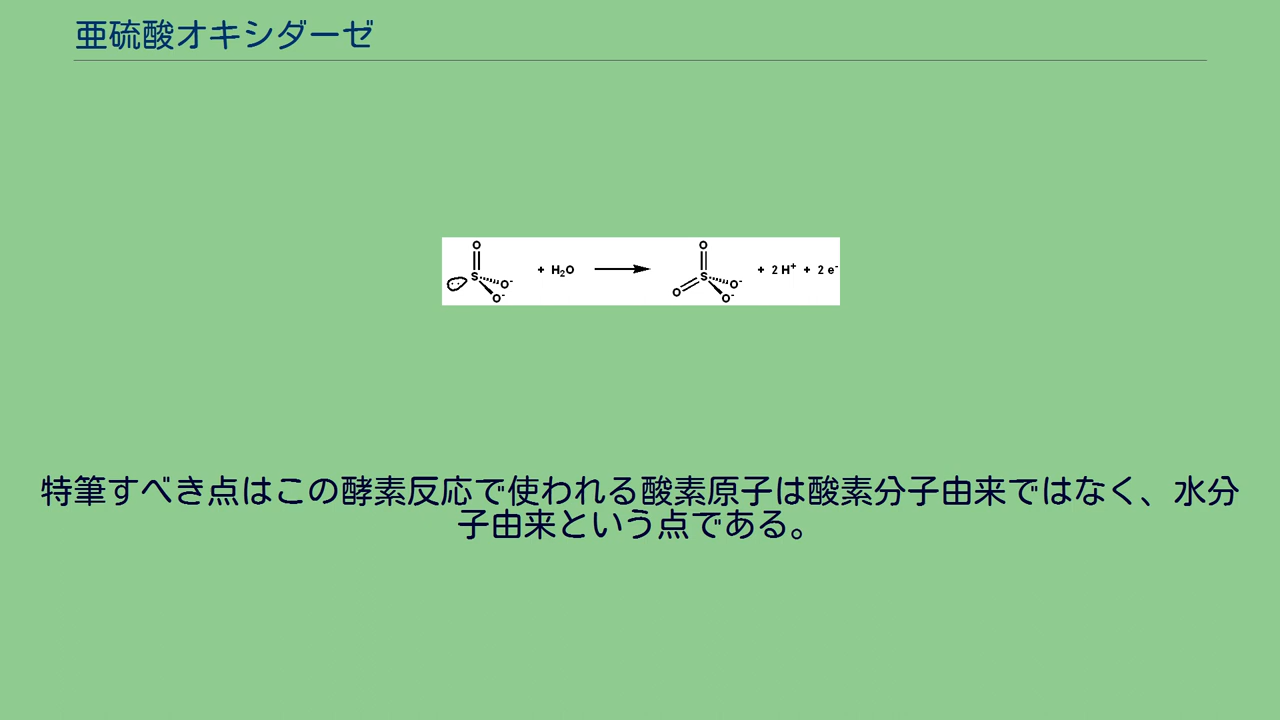 亜硫酸オキシダーゼ
O
S
O⁻
O⁻
+ H₂O
O
S
O
O⁻
O⁻
+ 2 H⁺ + 2 e⁻
特筆すべき点はこの酵素反応で使われる酸素原子は酸素分子由来ではなく、水分
子由来という点である。